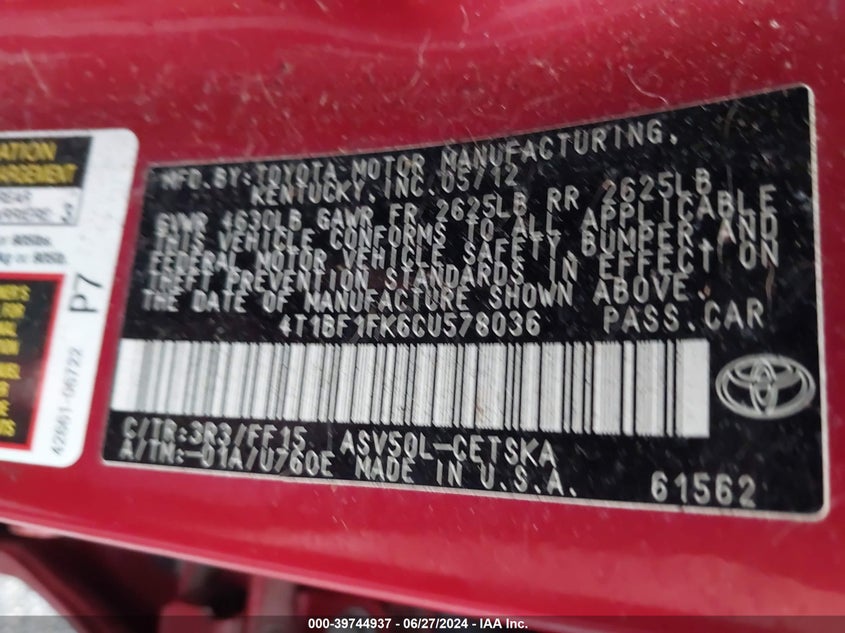 MFD.BY:TOYOTA MOTOR MANUFACTURING,
KENTUCKY, INC. 05/12
GVWR 4630LB GAWR FR 2625LB RR 2625LB
THIS VEHICLE CONFORMS TO ALL APPLICABLE
FEDERAL MOTOR VEHICLE SAFETY, BUMPER, AND
THEFT PREVENTION STANDARDS IN EFFECT ON
THE DATE OF MANUFACTURE SHOWN ABOVE.
4T1BF1FK6CU578036 PASS.CAR
C/TR:3R3/FF15 ASV50L-CETSKA
A/TM:-01A/U760E MADE IN U.S.A. 61562
REAR
P7
42661-06722
000-39744937 / 06/27/2024 / IAA Inc.